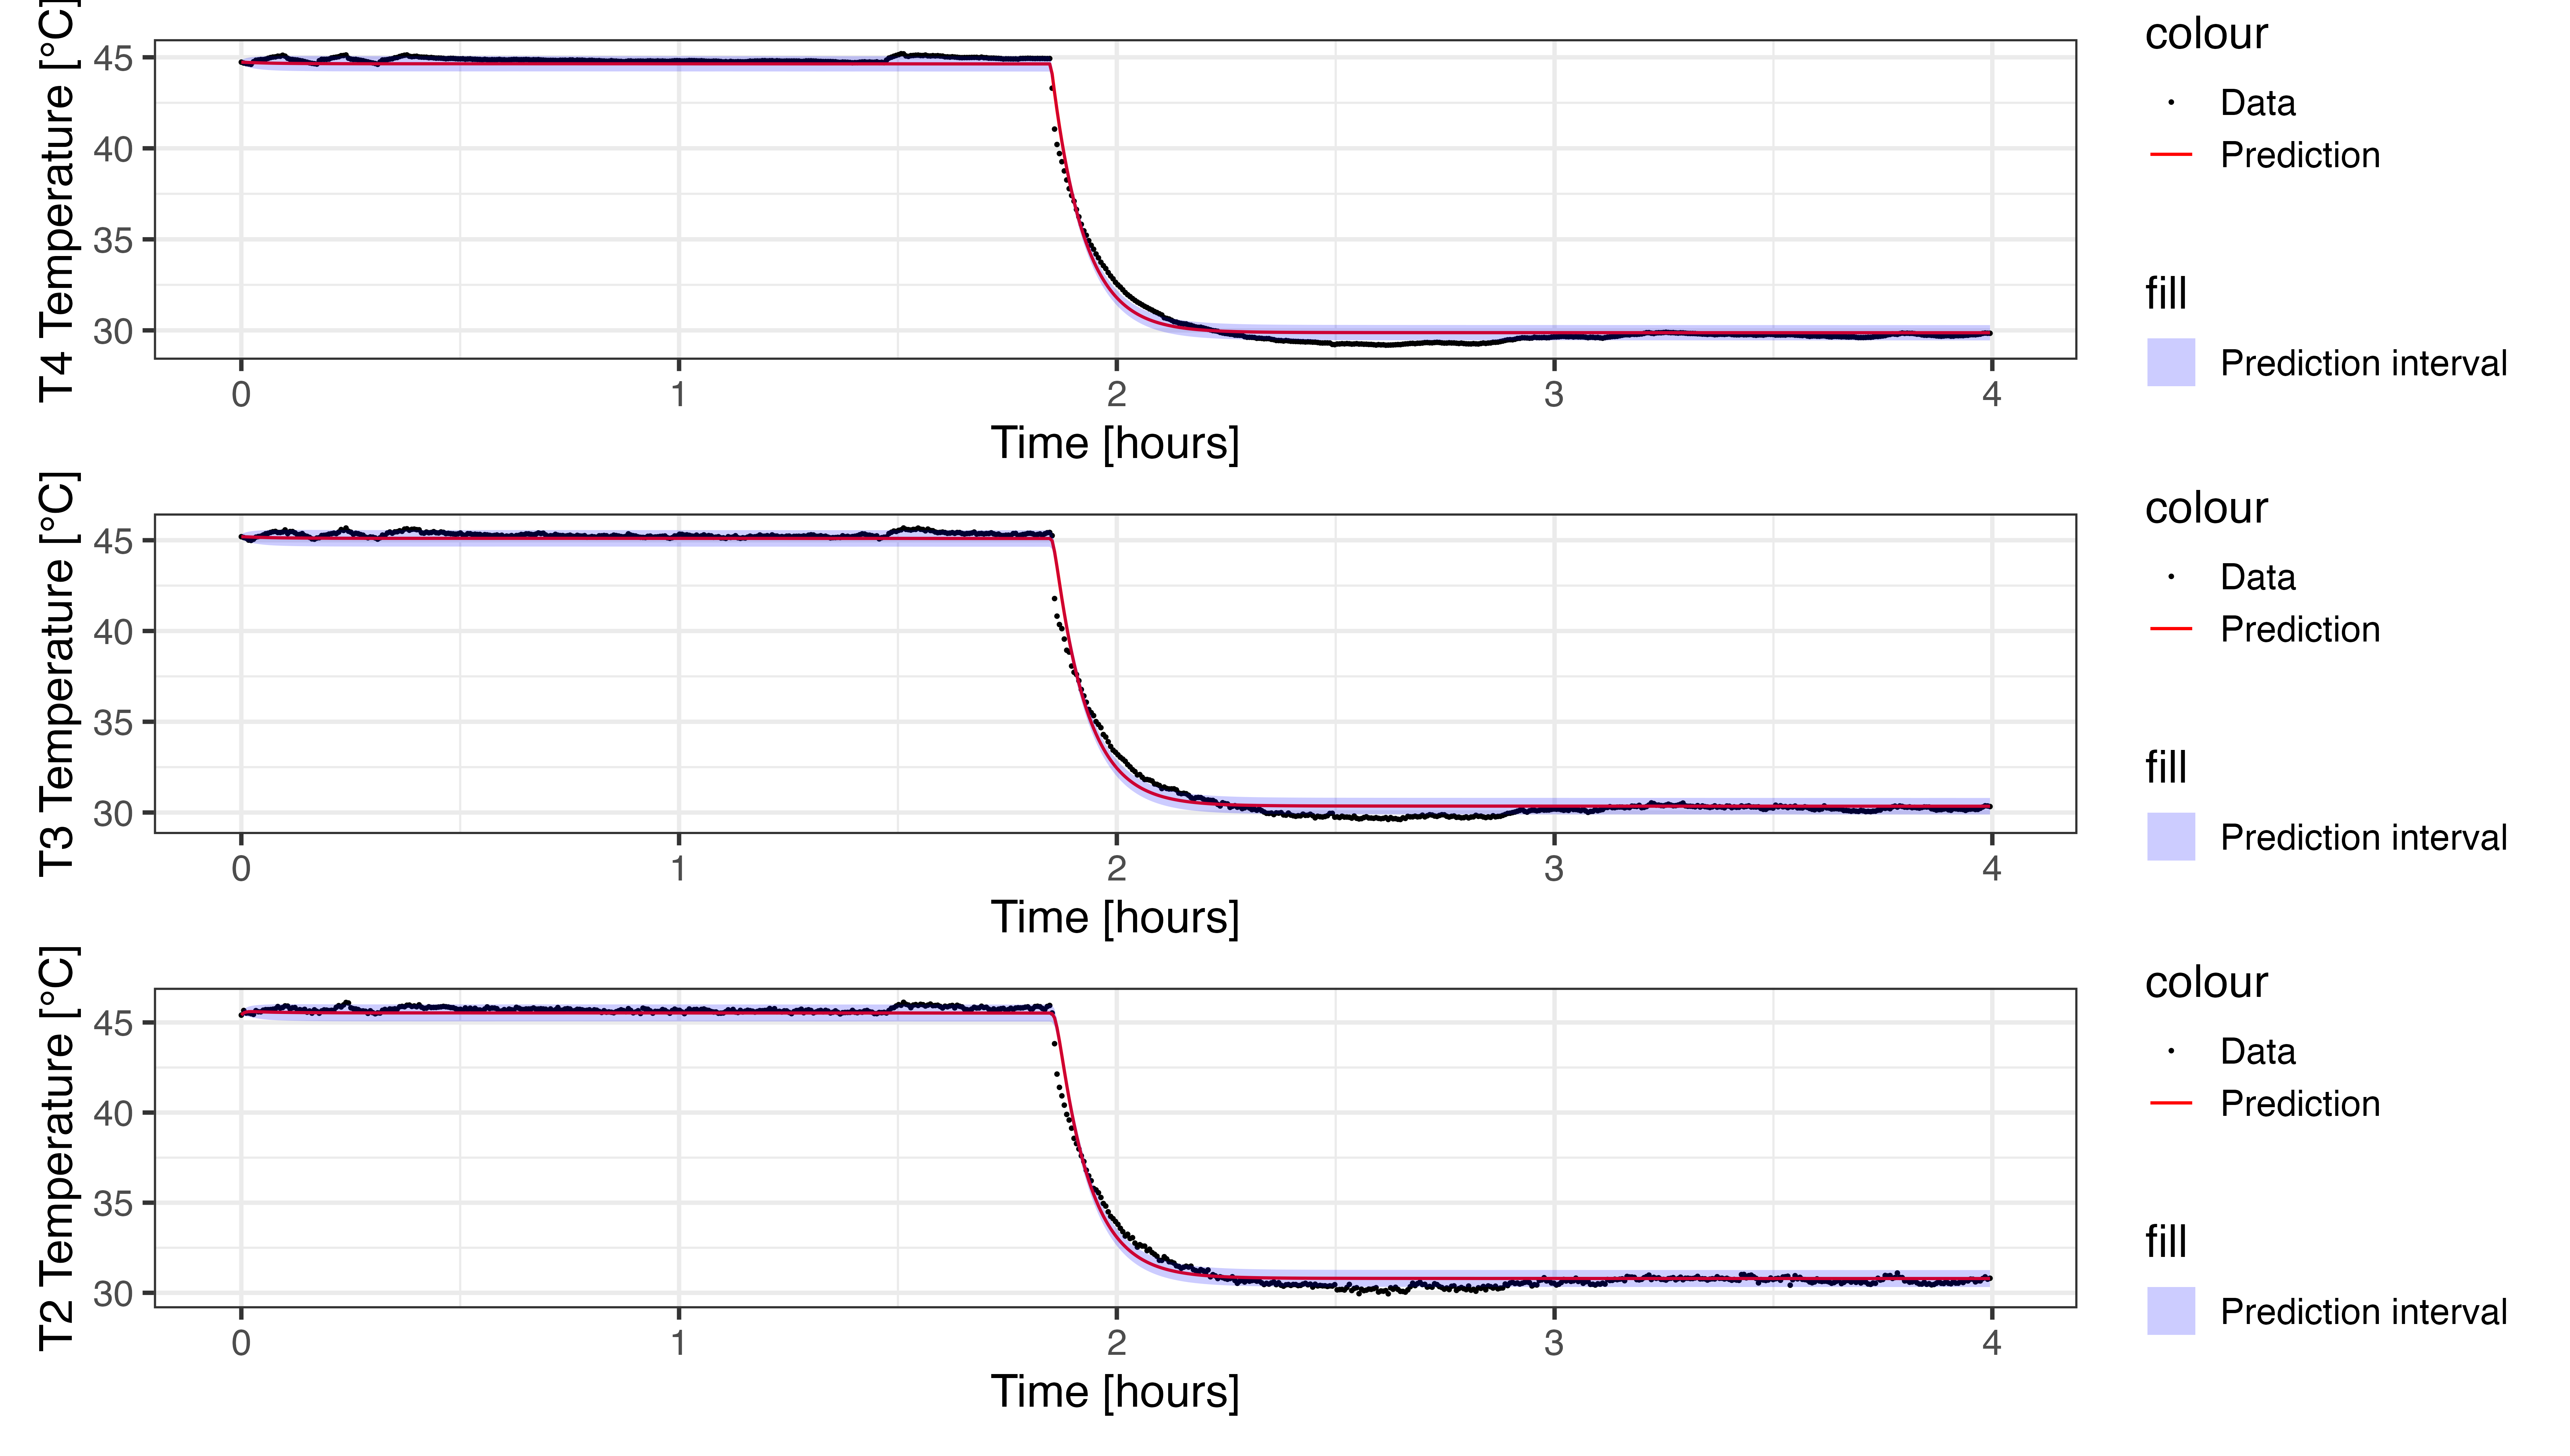 T4 Temperature [°C]
45
40
35
30
0 1 2 3 4
Time [hours]
colour
Data
Prediction
fill
Prediction interval
T3 Temperature [°C]
45
40
35
30
0 1 2 3 4
Time [hours]
colour
Data
Prediction
fill
Prediction interval
T2 Temperature [°C]
45
40
35
30
0 1 2 3 4
Time [hours]
colour
Data
Prediction
fill
Prediction interval